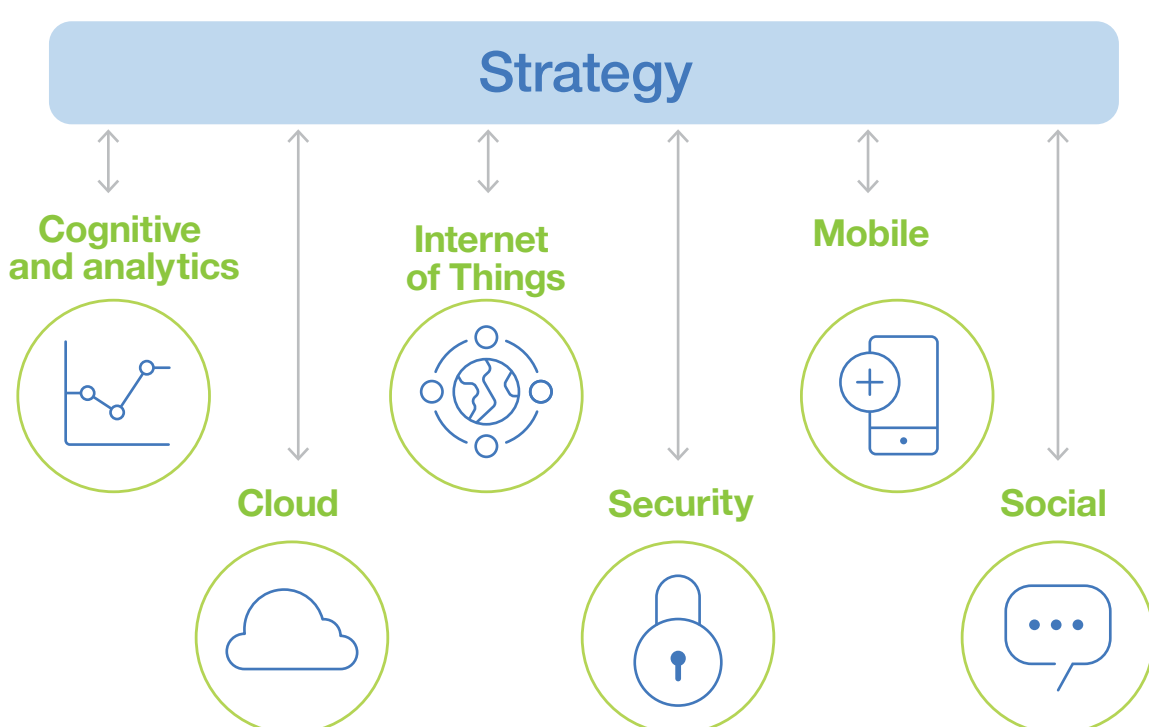 Strategy
Cognitive
and analytics
Internet
of Things
Mobile
Cloud
Security
Social